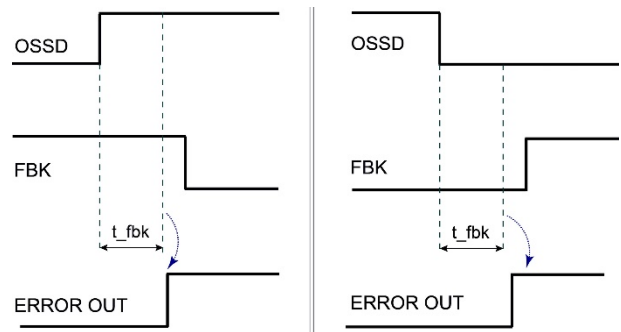 OSSD
FBK
t_fbk
ERROR OUT
OSSD
FBK
t_fbk
ERROR OUT